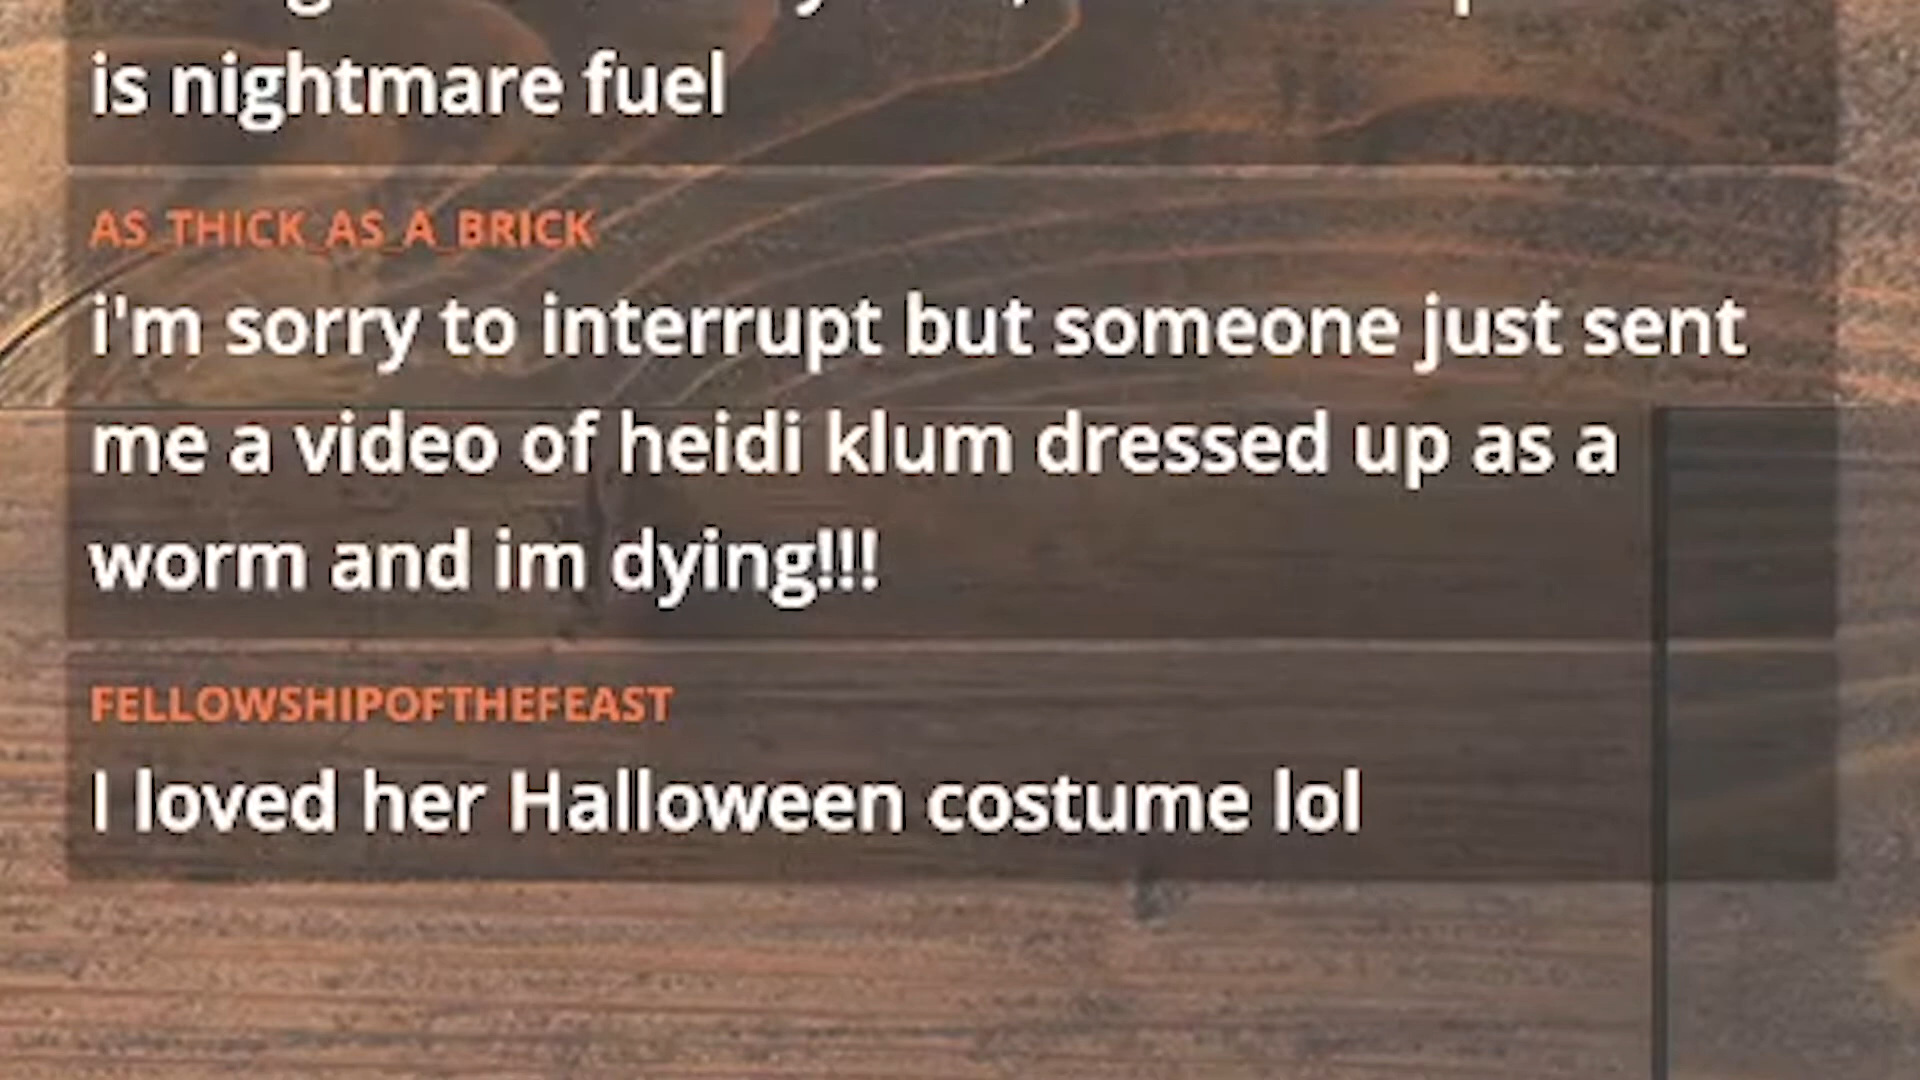 is nightmare fuel
AS_THICK_AS_A_BRICK
i'm sorry to interrupt but someone just sent
me a video of heidi klum dressed up as a
worm and im dying!!!
FELLOWSHIPOFTHEFEAST
I loved her Halloween costume lol